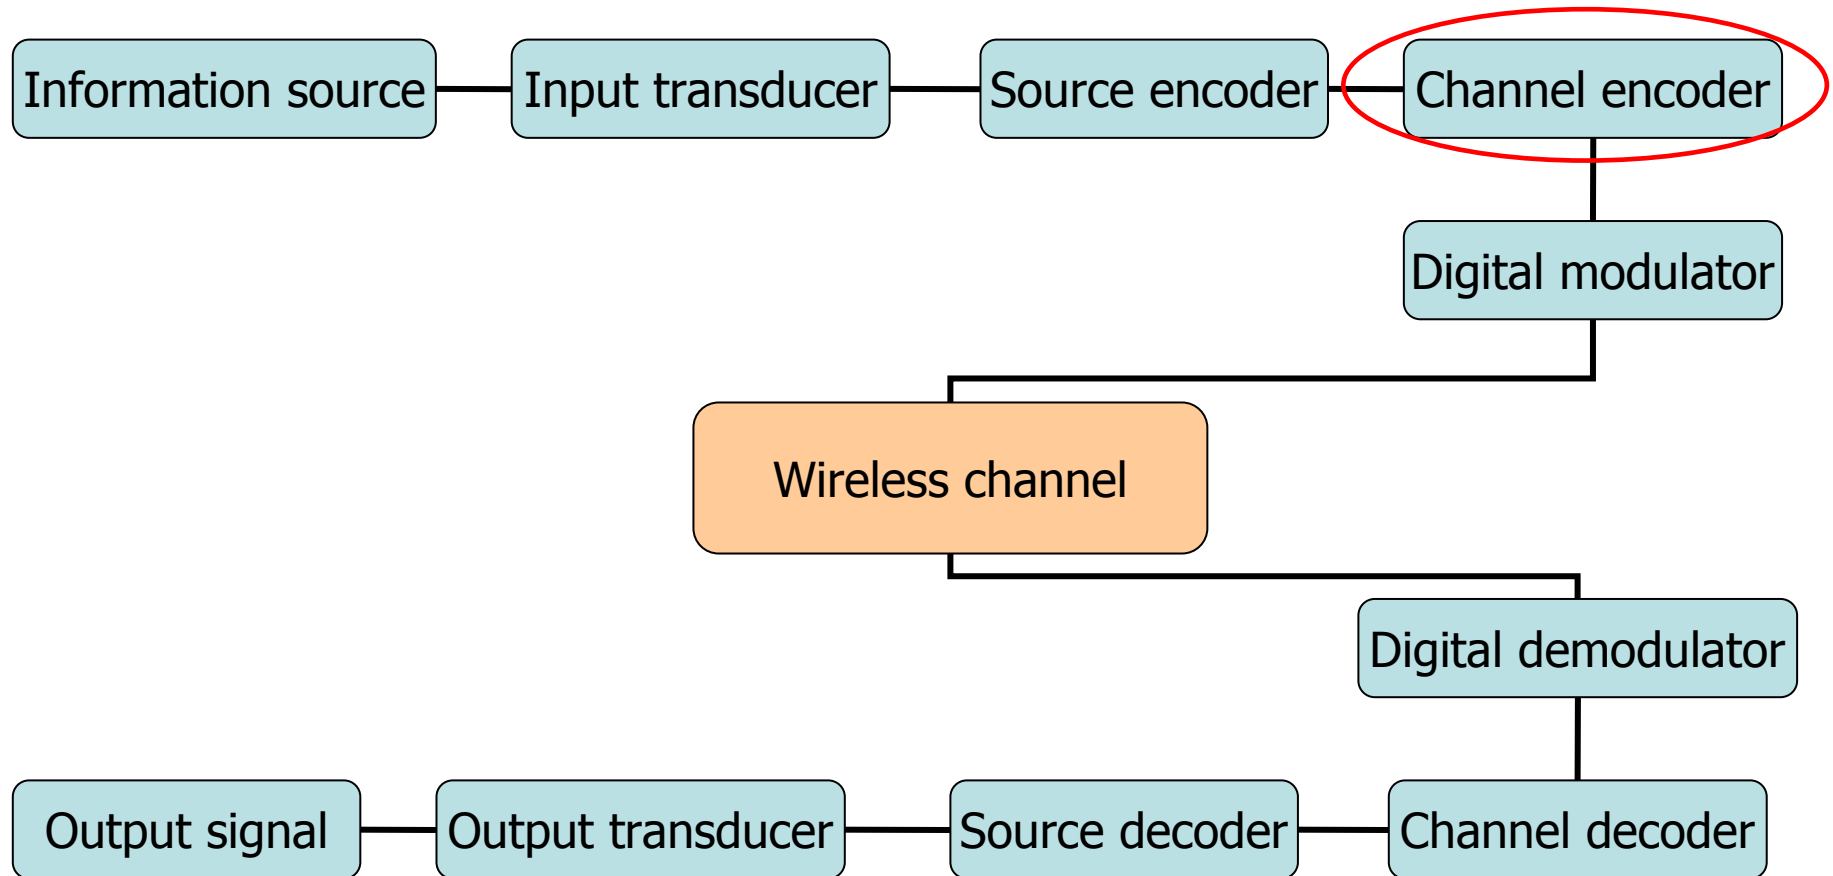 Information source
Input transducer
Source encoder
Channel encoder
Digital modulator
Wireless channel
Digital demodulator
Output signal
Output transducer
Source decoder
Channel decoder